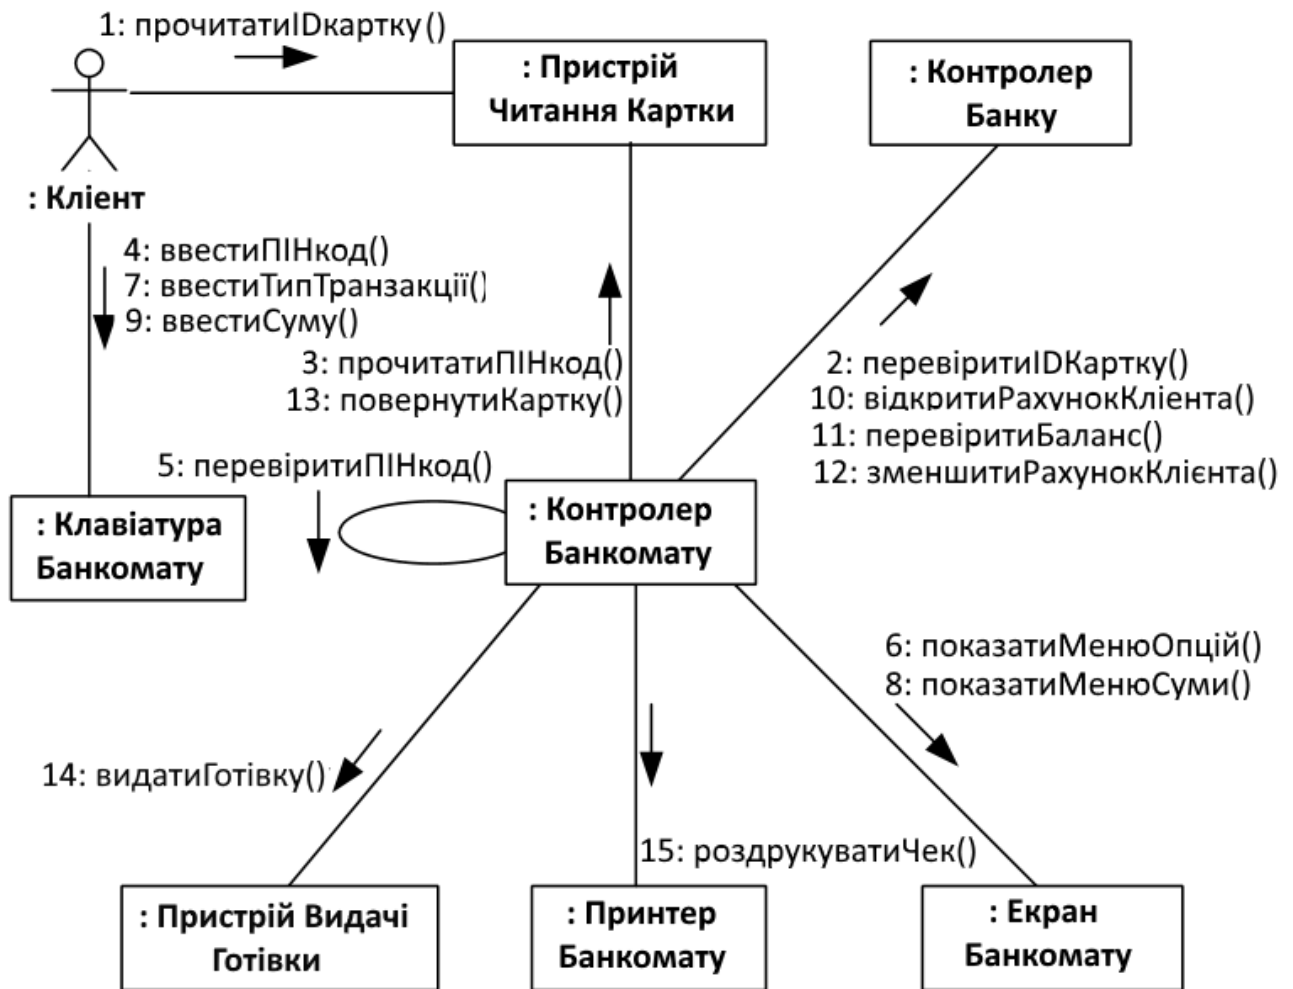 1: прочитатиIDкартку()
: Пристрій
Читання Картки
: Контролер
Банку
: Кліент
4: ввестиПІНкод()
7: ввестиТипТранзакції()
9: ввестиСуму()
3: прочитатиПІНкод()
13: повернутиКартку()
2: перевіритиIDКартку()
10: відкритиРахунокКліента()
11: перевіритиБаланс()
12: зменшитиРахунокКлієнта()
5: перевіритиПІНкод()
: Клавіатура
Банкомату
: Контролер
Банкомату
6: показатиМенюОпцій()
8: показатиМенюСуми()
14: видатиГотівку()
15: роздрукуватиЧек()
: Пристрій Видачі
Готівки
: Принтер
Банкомату
: Екран
Банкомату